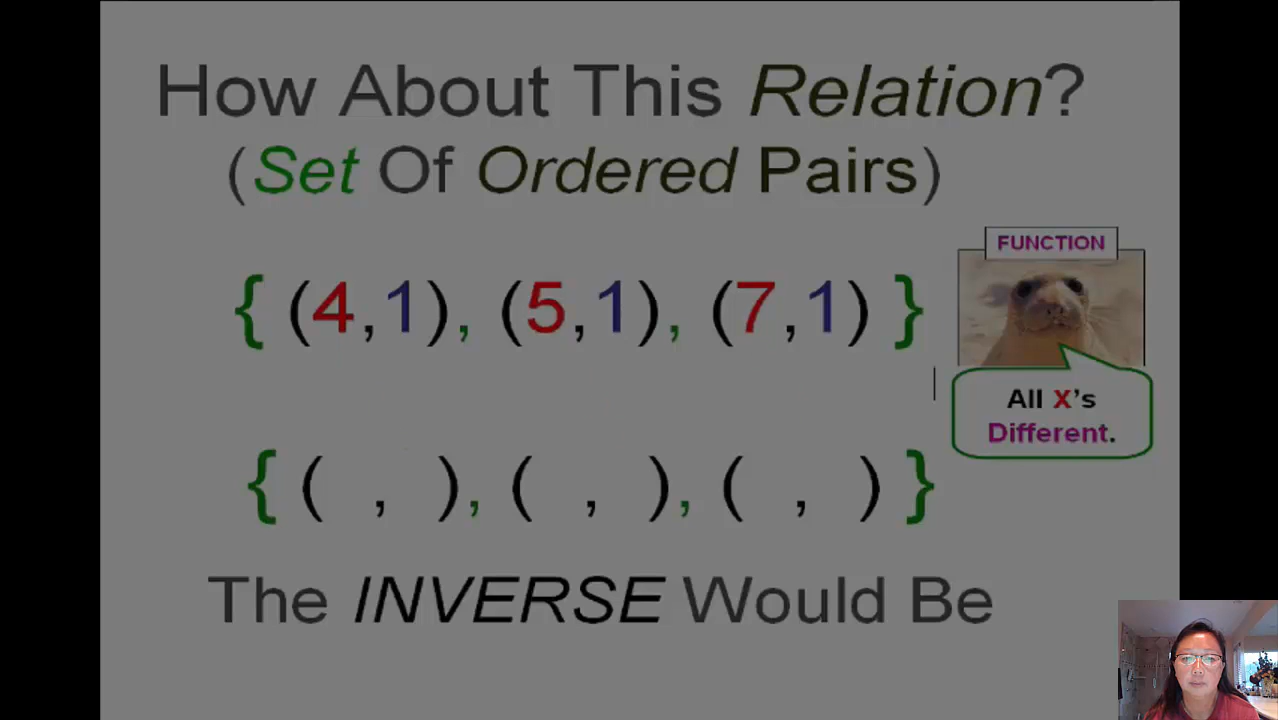 How About This Relation?
(Set Of Ordered Pairs)
FUNCTION
{ (4,1), (5,1), (7,1) }
All X's
Different.
{ ( , ), ( , ), ( , ) }
The INVERSE Would Be